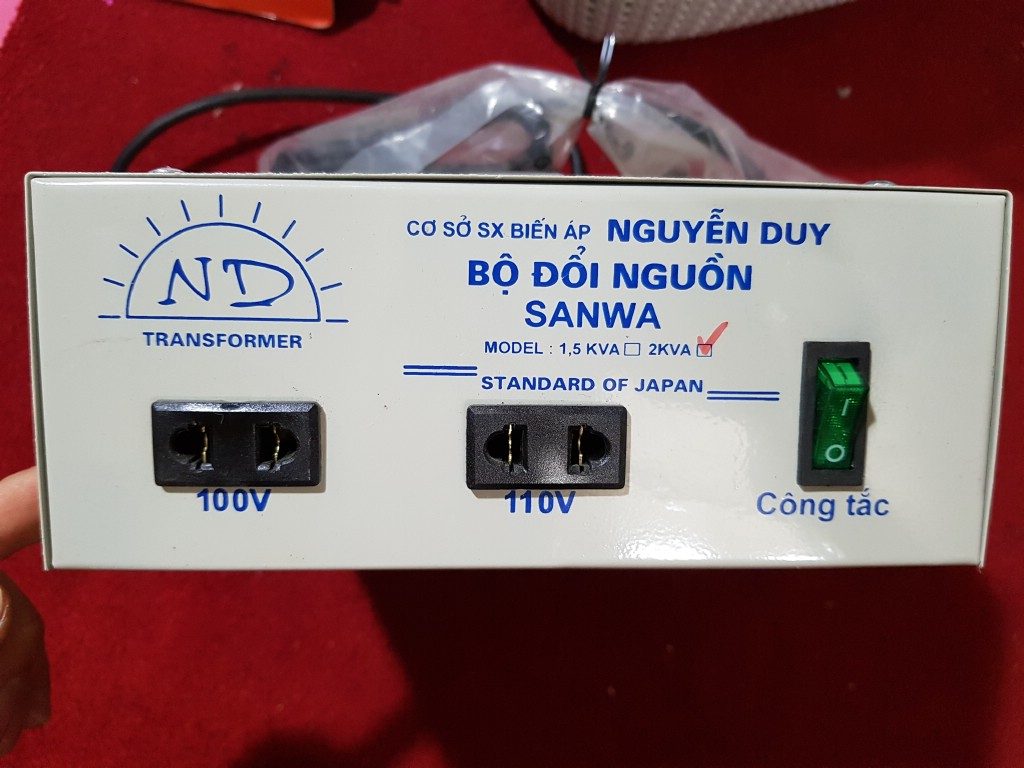 ND
TRANSFORMER
CƠ SỞ SX BIẾN ÁP NGUYỄN DUY
BỘ ĐỔI NGUỒN
SANWA
MODEL : 1,5 KVA ☐ 2KVA ☑
STANDARD OF JAPAN
100V
110V
Công tắc
I
O